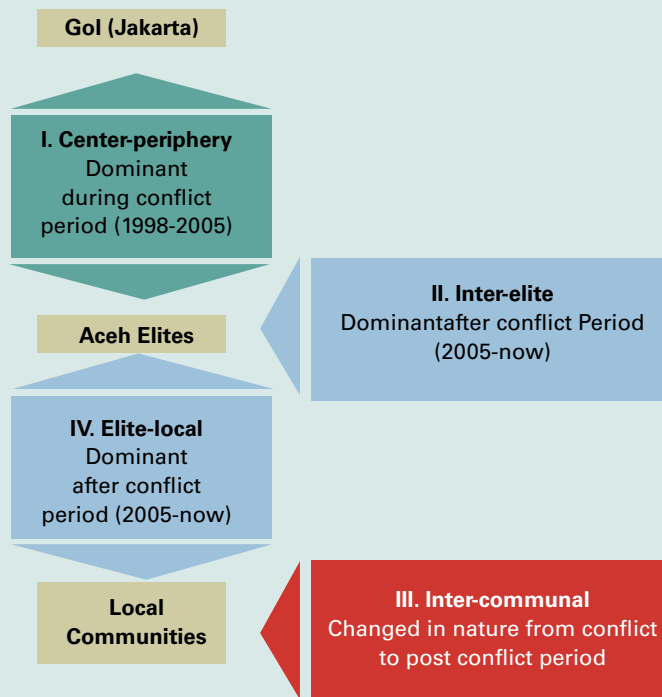 GoI (Jakarta)
I. Center-periphery
Dominant
during conflict
period (1998-2005)
II. Inter-elite
Dominantafter conflict Period
(2005-now)
Aceh Elites
IV. Elite-local
Dominant
after conflict
period (2005-now)
Local
Communities
III. Inter-communal
Changed in nature from conflict
to post conflict period